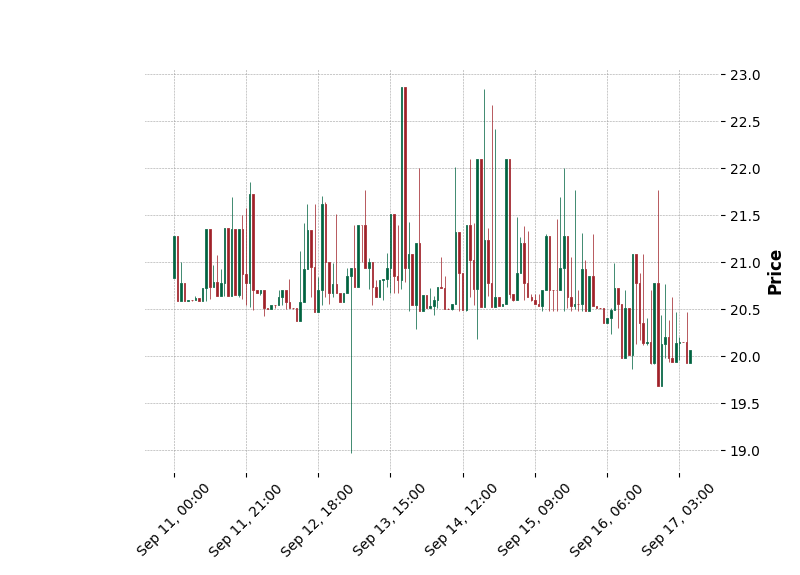 23.0
22.5
22.0
21.5
21.0
20.5
20.0
19.5
19.0
Price
Sep 11, 00:00
Sep 11, 21:00
Sep 12, 18:00
Sep 13, 15:00
Sep 14, 12:00
Sep 15, 09:00
Sep 16, 06:00
Sep 17, 03:00